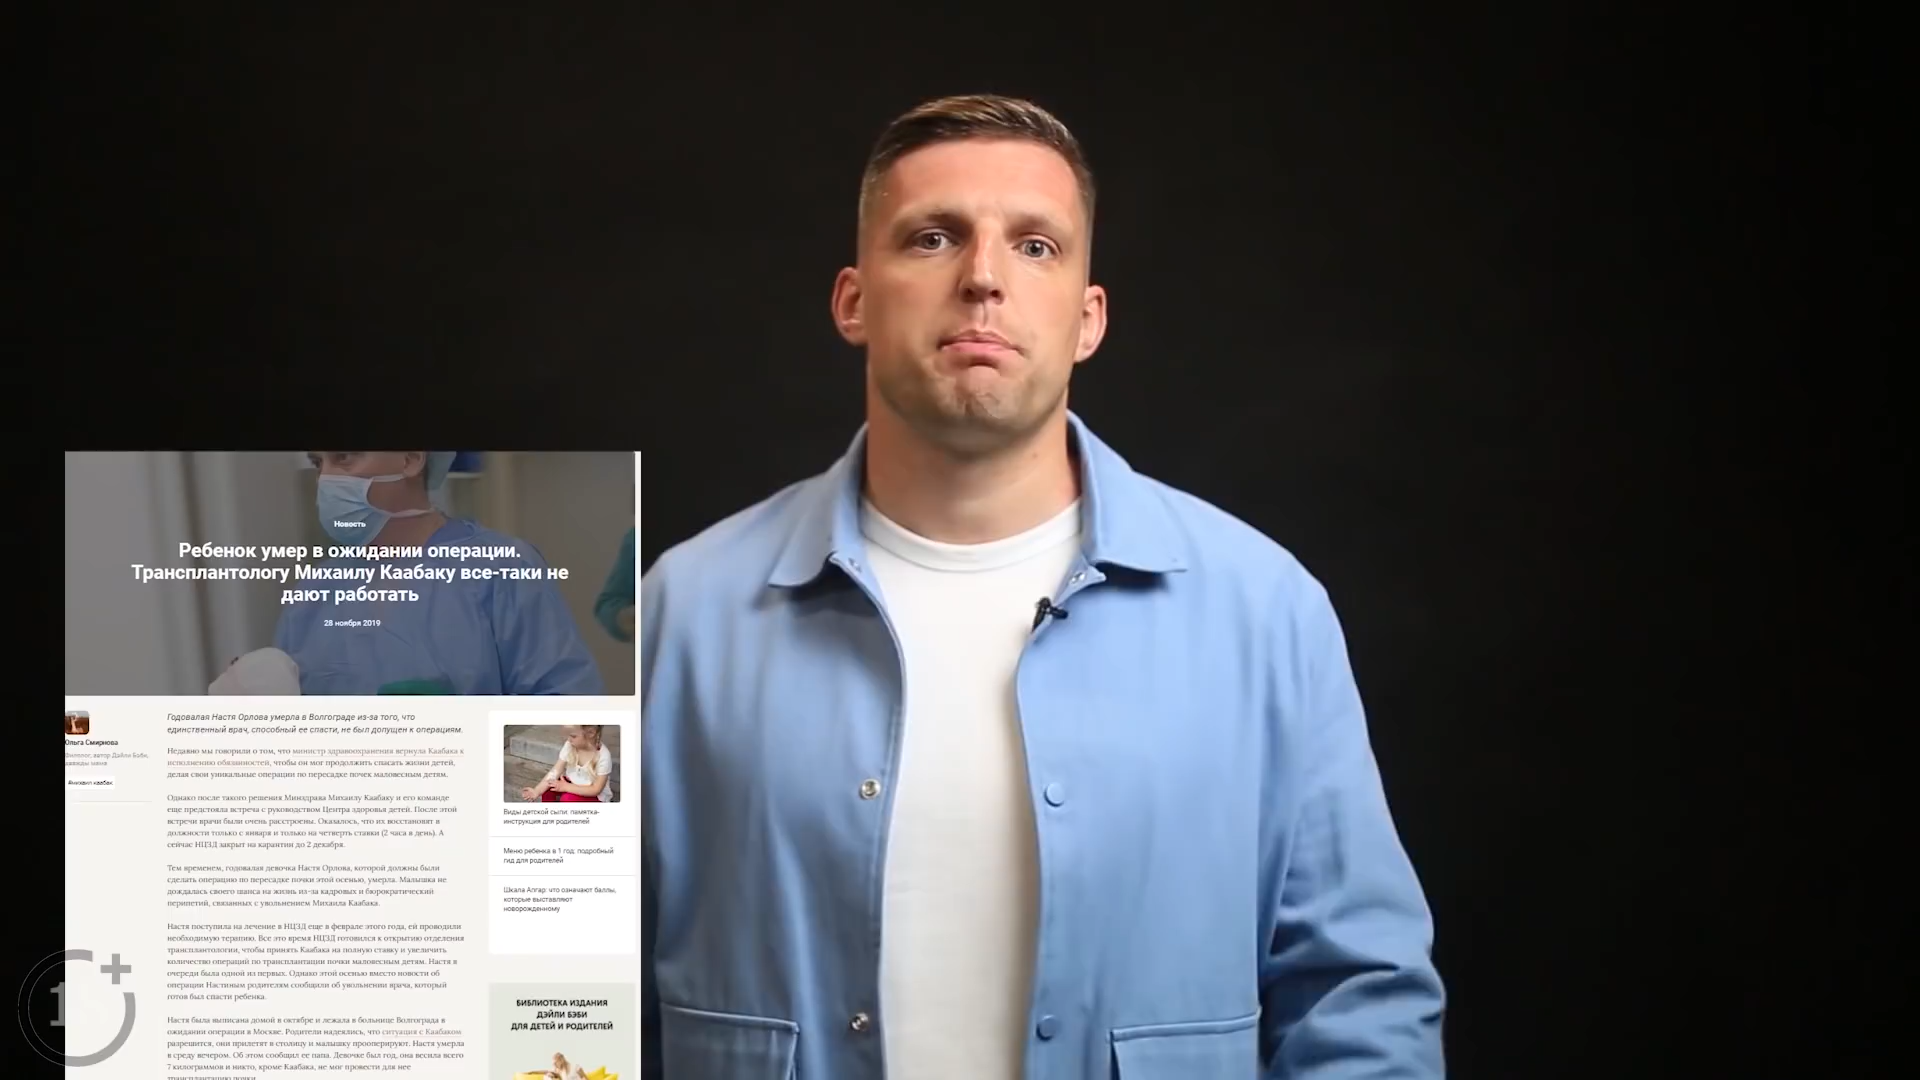 Новость
Ребенок умер в ожидании операции.
Трансплантологу Михаилу Каабаку все-таки не
дают работать
28 ноября 2019
Ольга Смирнова
Филолог, автор Дэйли Бэби,
дважды мама
#михаил каабак
Годовалая Настя Орлова умерла в Волгограде из-за того, что
единственный врач, способный ее спасти, не был допущен к операциям.
Недавно мы говорили о том, что министр здравоохранения вернула Каабака к
исполнению обязанностей, чтобы он мог продолжить спасать жизни детей,
делая свои уникальные операции по пересадке почек маловесным детям.
Однако после такого решения Минздрава Михаилу Каабаку и его команде
еще предстояла встреча с руководством Центра здоровья детей. После этой
встречи врачи были очень расстроены. Оказалось, что их восстановят в
должности только с января и только на четверть ставки (2 часа в день). А
сейчас НЦЗД закрыт на карантин до 2 декабря.
Тем временем, годовалая девочка Настя Орлова, которой должны были
сделать операцию по пересадке почки этой осенью, умерла. Малышка не
дождалась своего шанса на жизнь из-за кадровых и бюрократический
перипетий, связанных с увольнением Михаила Каабака.
Настя поступила на лечение в НЦЗД еще в феврале этого года, ей проводили
необходимую терапию. Все это время НЦЗД готовился к открытию отделения
трансплантологии, чтобы принять Каабака на полную ставку и увеличить
количество операций по трансплантации почки маловесным детям. Настя в
очереди была одной из первых. Однако этой осенью вместо новости об
операции Настиным родителям сообщили об увольнении врача, который
готов был спасти ребенка.
Настя была выписана домой в октябре и лежала в больнице Волгограда в
ожидании операции в Москве. Родители надеялись, что ситуация с Каабаком
разрешится, они прилетят в столицу и малышку прооперируют. Настя умерла
в среду вечером. Об этом сообщил ее папа. Девочке был год, она весила всего
7 килограммов и никто, кроме Каабака, не мог провести для нее
трансплантацию почки.
Виды детской сыпи: памятка-
инструкция для родителей
Меню ребенка в 1 год: подробный
гид для родителей
Шкала Апгар: что означают баллы,
которые выставляют
новорожденному
БИБЛИОТЕКА ИЗДАНИЯ
ДЭЙЛИ БЭБИ
ДЛЯ ДЕТЕЙ И РОДИТЕЛЕЙ
18+